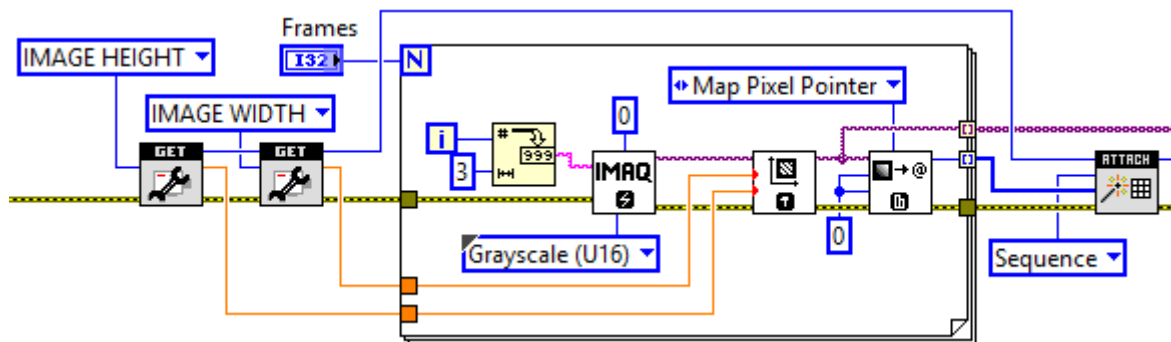 Frames
IMAGE HEIGHT
I32
N
IMAGE WIDTH
Map Pixel Pointer
0
i
#
999
3
GET
GET
IMAQ
@
ATTACH
T
0
Grayscale (U16)
Sequence